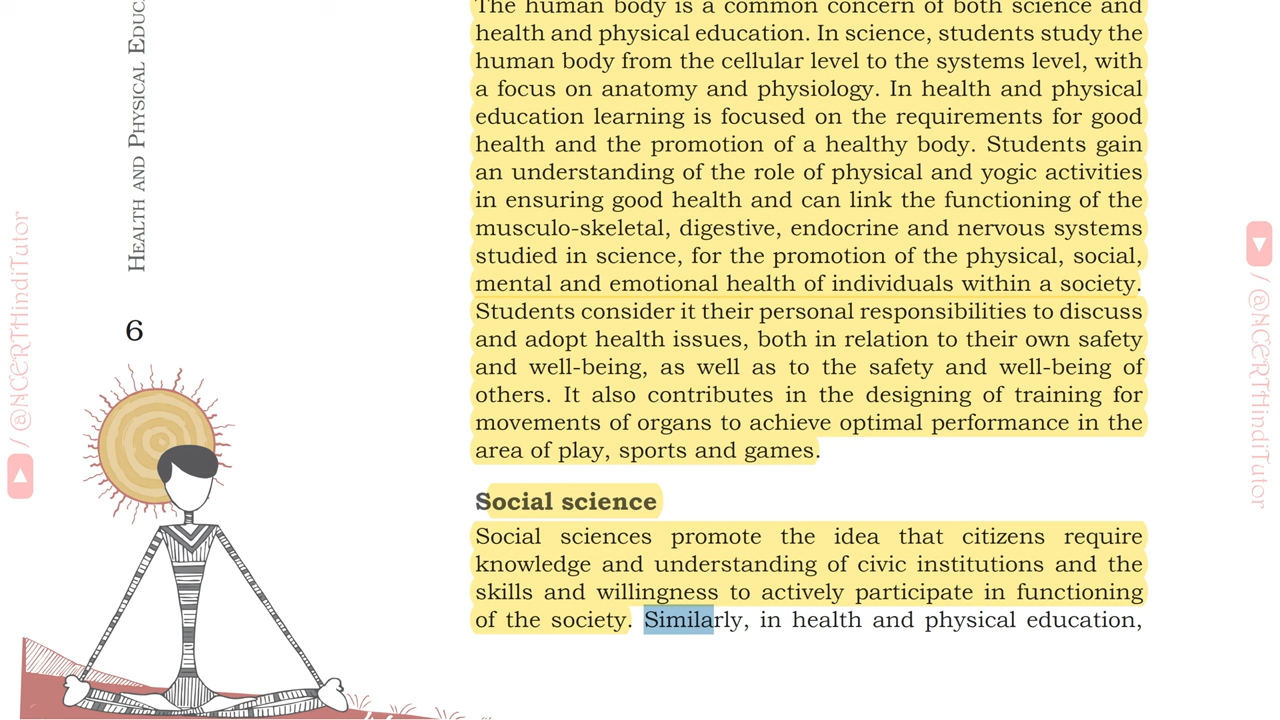 HEALTH AND PHYSICAL EDUC
/ @NCERTHindiTutor
6
The human body is a common concern of both science and
health and physical education. In science, students study the
human body from the cellular level to the systems level, with
a focus on anatomy and physiology. In health and physical
education learning is focused on the requirements for good
health and the promotion of a healthy body. Students gain
an understanding of the role of physical and yogic activities
in ensuring good health and can link the functioning of the
musculo-skeletal, digestive, endocrine and nervous systems
studied in science, for the promotion of the physical, social,
mental and emotional health of individuals within a society.
Students consider it their personal responsibilities to discuss
and adopt health issues, both in relation to their own safety
and well-being, as well as to the safety and well-being of
others. It also contributes in the designing of training for
movements of organs to achieve optimal performance in the
area of play, sports and games.
Social science
Social sciences promote the idea that citizens require
knowledge and understanding of civic institutions and the
skills and willingness to actively participate in functioning
of the society. Similarly, in health and physical education,
/ @NCERTHindiTutor